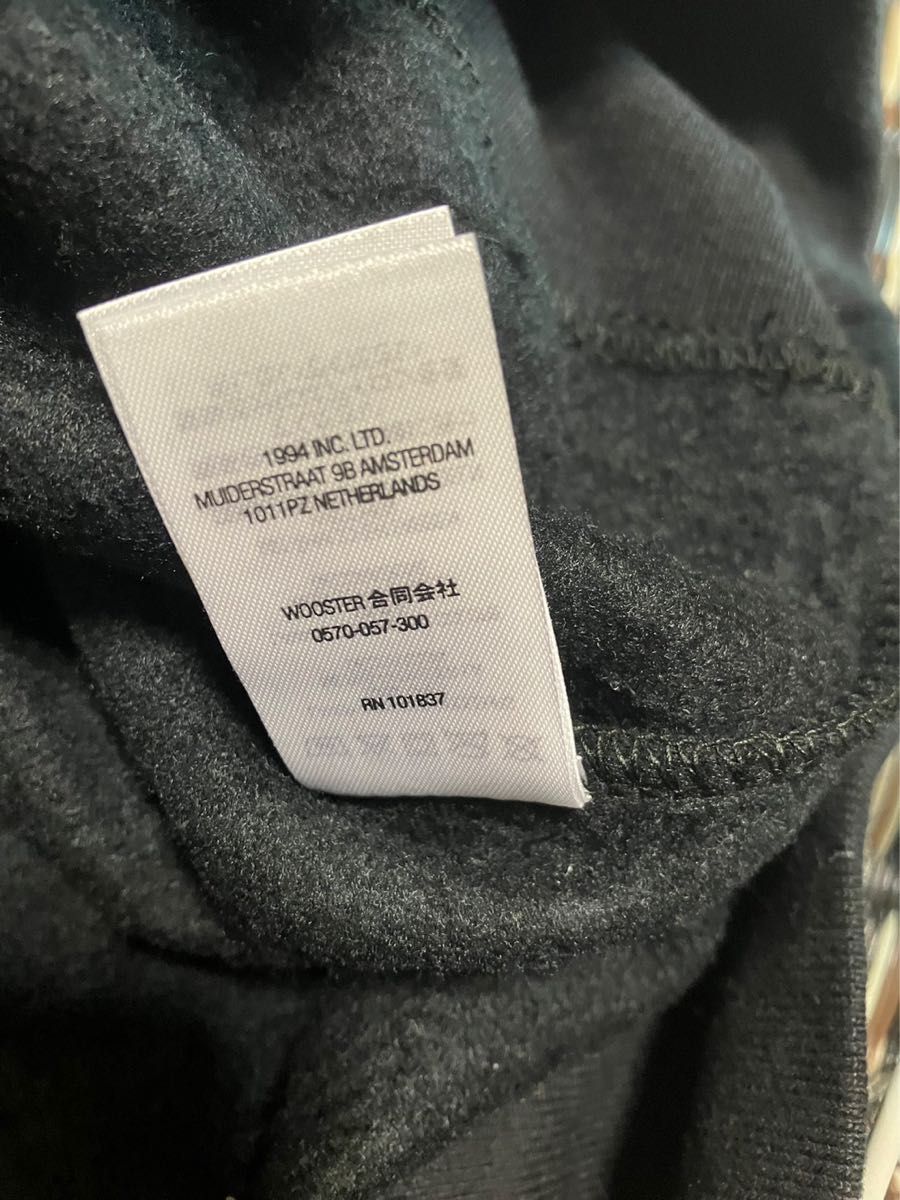 1994 INC. LTD.
MUIDERSTRAAT 9B AMSTERDAM
1011PZ NETHERLANDS
WOOSTER 合同会社
0570-057-300
RN 101837